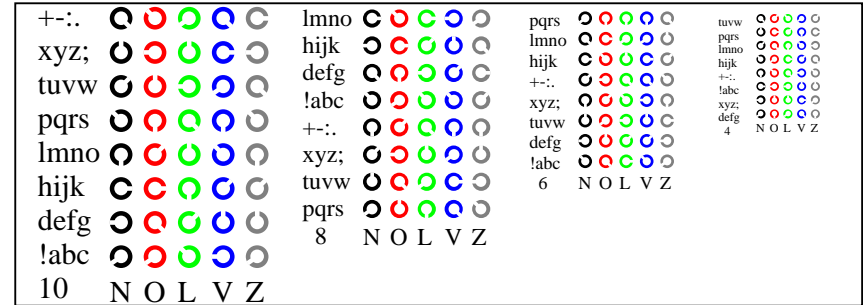 +-:.
xyz;
tuvw
pqrs
lmno
hijk
defg
!abc
10 N O L V Z
lmno
hijk
defg
!abc
+-:.
xyz;
tuvw
pqrs
8 N O L V Z
pqrs
lmno
hijk
+-:.
xyz;
tuvw
defg
!abc
6 N O L V Z
tuvw
pqrs
lmno
hijk
+-:.
!abc
xyz;
defg
4 N O L V Z